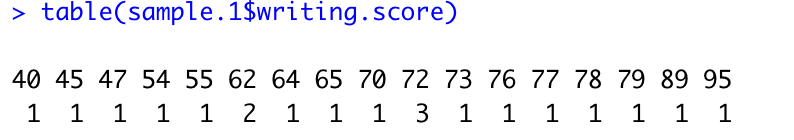 > table(sample.1$writing.score)
40 45 47 54 55 62 64 65 70 72 73 76 77 78 79 89 95
1 1 1 1 1 2 1 1 1 3 1 1 1 1 1 1 1